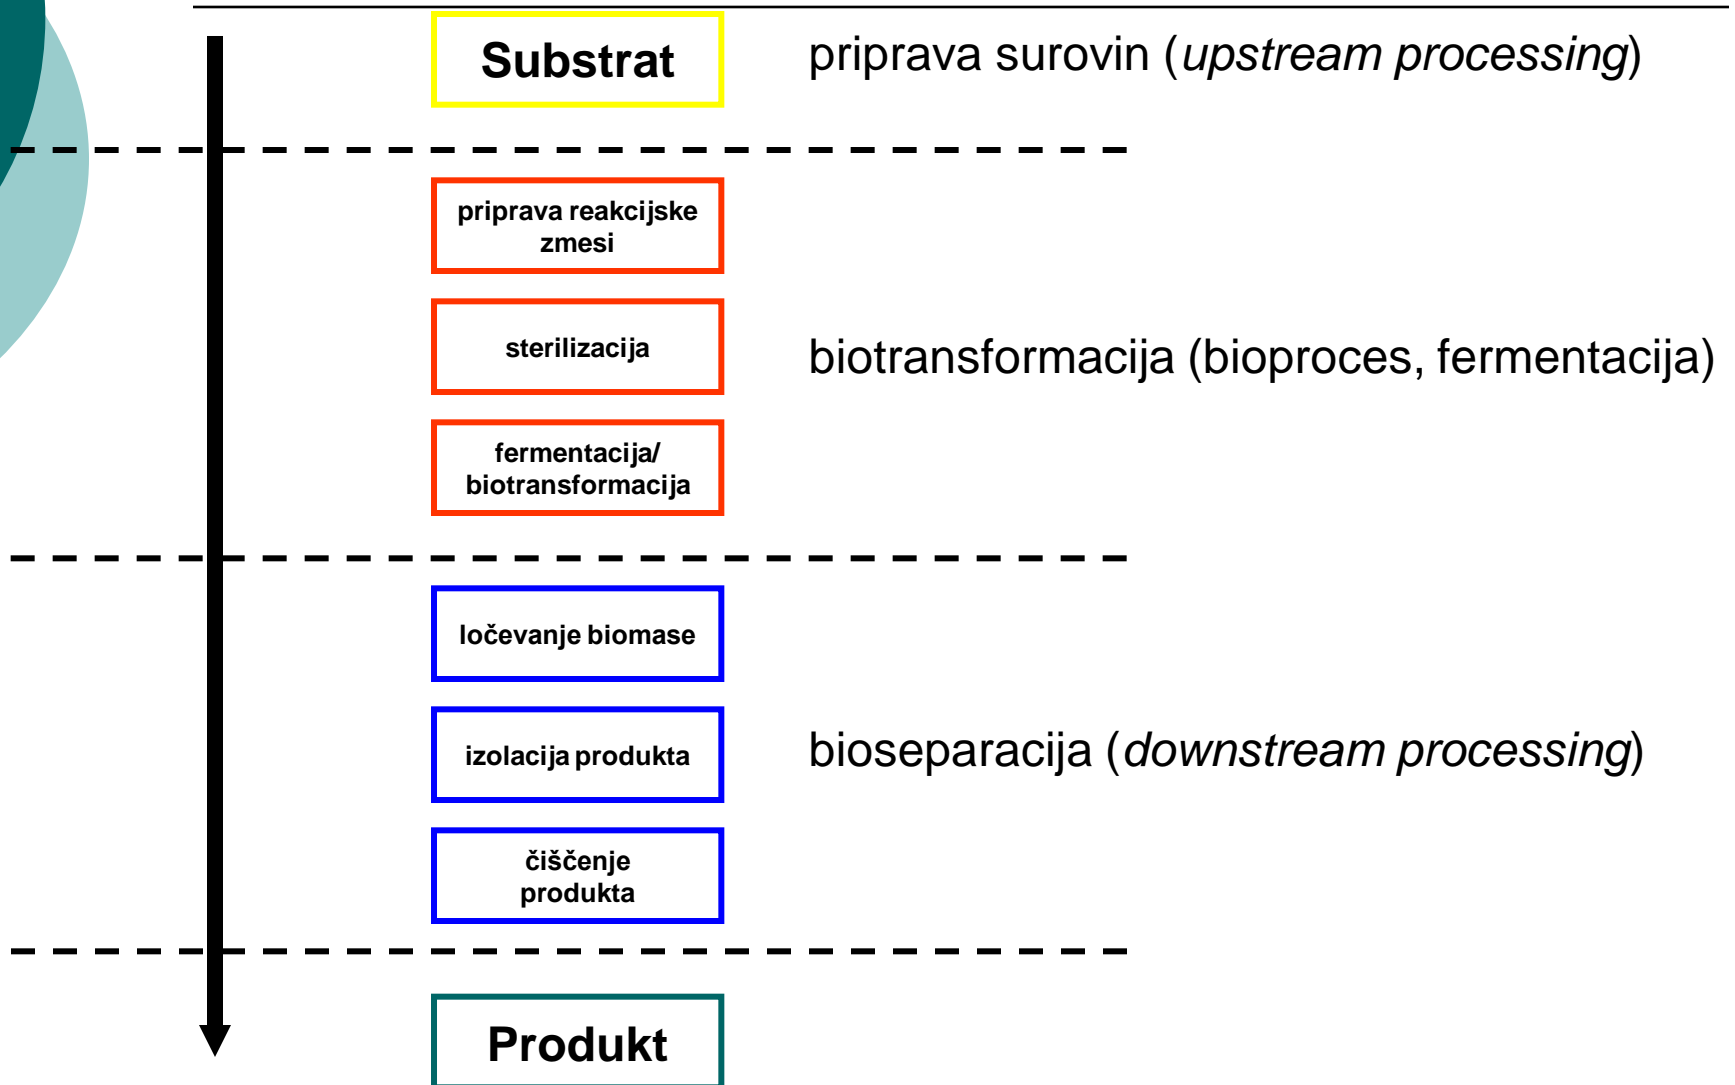 Substrat
priprava surovin (upstream processing)
priprava reakcijske
zmesi
sterilizacija
biotransformacija (bioproces, fermentacija)
fermentacija/
biotransformacija
ločevanje biomase
izolacija produkta
bioseparacija (downstream processing)
čiščenje
produkta
Produkt